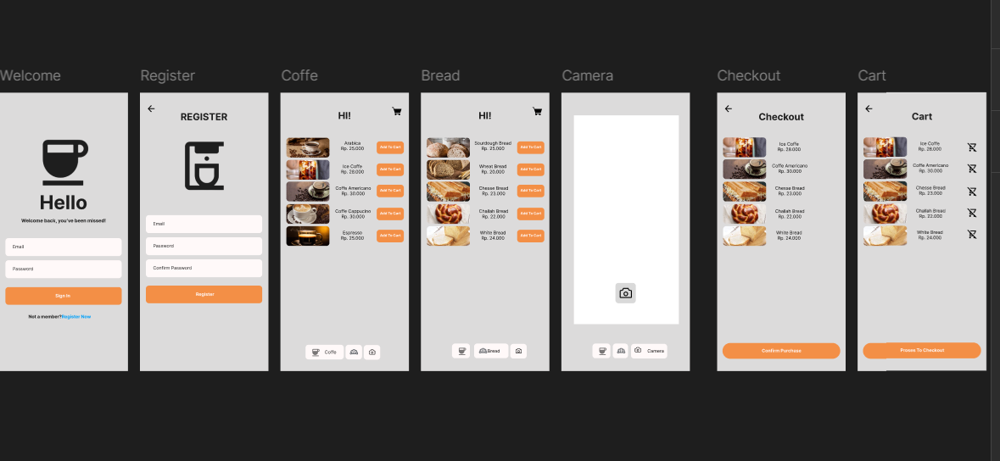 Welcome
Hello
Welcome back, you've been missed!
Email
Password
Sign In
Not a member?Register Now
Register
REGISTER
Email
Password
Confirm Password
Register
Coffe
HI!
Arabica
Rp. 25.000
Add To Cart
Ice Coffe
Rp. 28.000
Add To Cart
Coffe Americano
Rp. 30.000
Add To Cart
Coffe Cappucino
Rp. 30.000
Add To Cart
Espresso
Rp. 25.000
Add To Cart
Coffe
Bread
HI!
Sourdough Bread
Rp. 25.000
Add To Cart
Wheat Bread
Rp. 20.000
Add To Cart
Chesse Bread
Rp. 23.000
Add To Cart
Challah Bread
Rp. 22.000
Add To Cart
White Bread
Rp. 24.000
Add To Cart
Bread
Camera
Camera
Checkout
Checkout
Ice Coffe
Rp. 28.000
Coffe Americano
Rp. 30.000
Chesse Bread
Rp. 23.000
Challah Bread
Rp. 22.000
White Bread
Rp. 24.000
Confirm Purchase
Cart
Cart
Ice Coffe
Rp. 28.000
Coffe Americano
Rp. 30.000
Chesse Bread
Rp. 23.000
Challah Bread
Rp. 22.000
White Bread
Rp. 24.000
Proses To Checkout